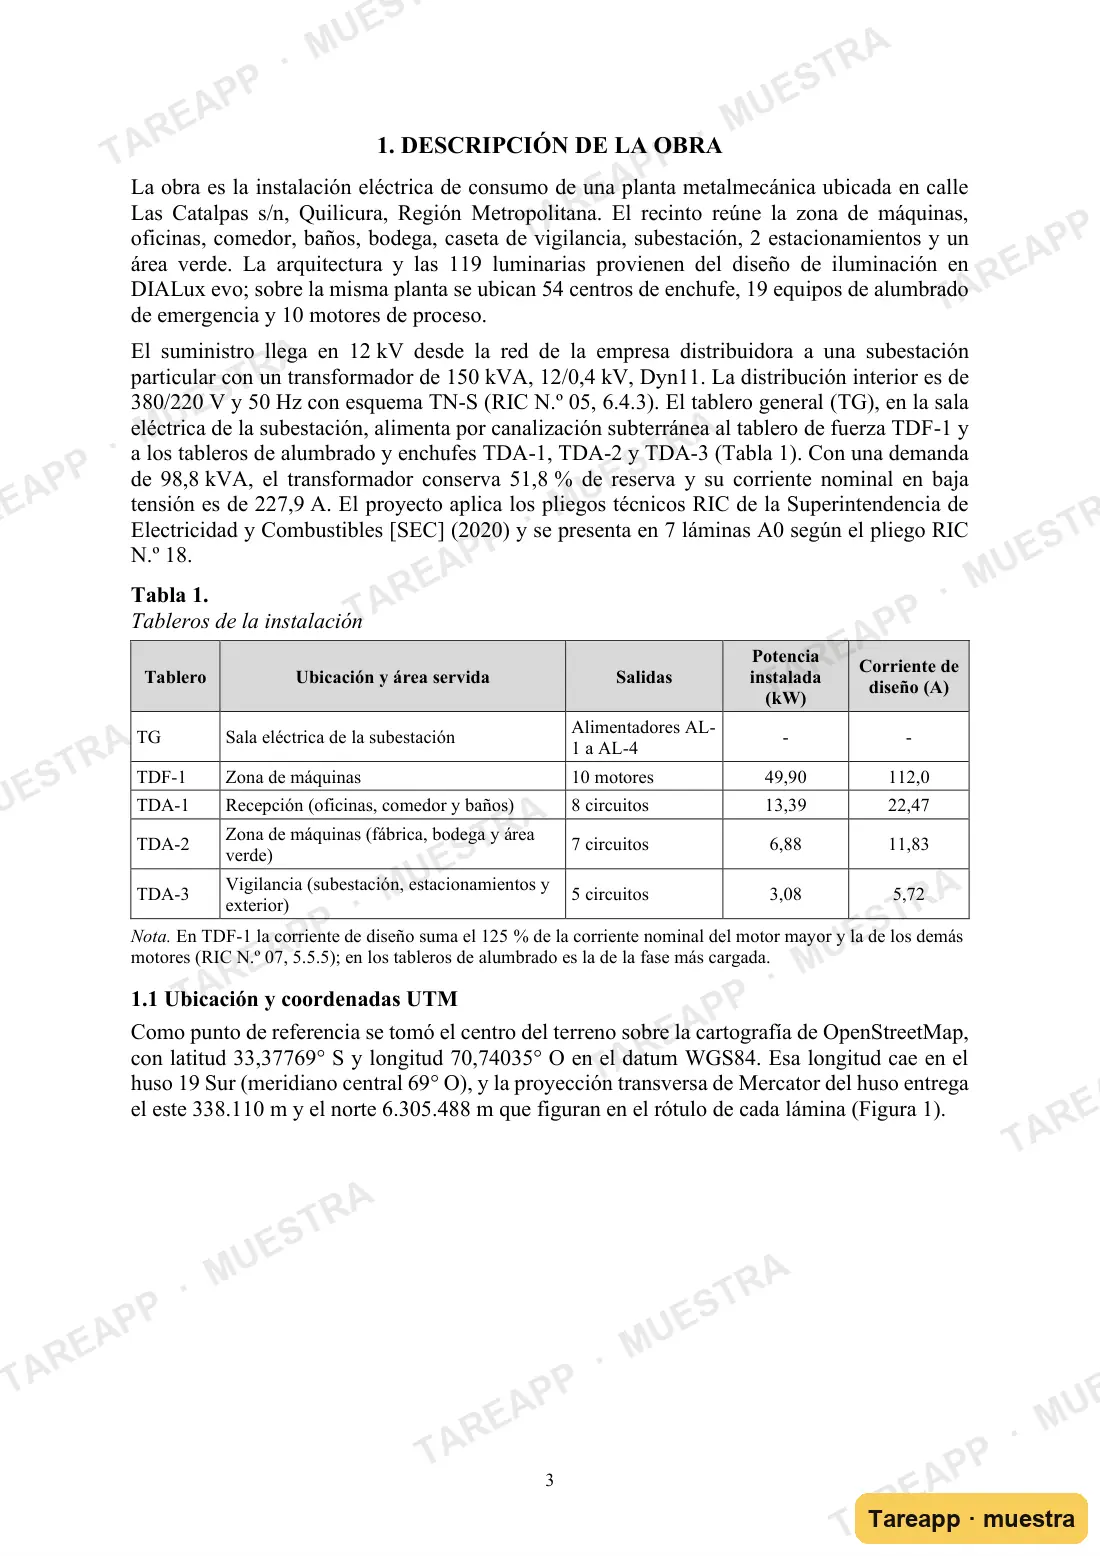 1. DESCRIPCIÓN DE LA OBRA
La obra es la instalación eléctrica de consumo de una planta metalmecánica ubicada en calle
Las Catalpas s/n, Quilicura, Región Metropolitana. El recinto reúne la zona de máquinas,
oficinas, comedor, baños, bodega, caseta de vigilancia, subestación, 2 estacionamientos y un
área verde. La arquitectura y las 119 luminarias provienen del diseño de iluminación en
DIALux evo; sobre la misma planta se ubican 54 centros de enchufe, 19 equipos de alumbrado
de emergencia y 10 motores de proceso.
El suministro llega en 12 kV desde la red de la empresa distribuidora a una subestación
particular con un transformador de 150 kVA, 12/0,4 kV, Dyn11. La distribución interior es de
380/220 V y 50 Hz con esquema TN-S (RIC N.º 05, 6.4.3). El tablero general (TG), en la sala
eléctrica de la subestación, alimenta por canalización subterránea al tablero de fuerza TDF-1 y
a los tableros de alumbrado y enchufes TDA-1, TDA-2 y TDA-3 (Tabla 1). Con una demanda
de 98,8 kVA, el transformador conserva 51,8 % de reserva y su corriente nominal en baja
tensión es de 227,9 A. El proyecto aplica los pliegos técnicos RIC de la Superintendencia de
Electricidad y Combustibles [SEC] (2020) y se presenta en 7 láminas A0 según el pliego RIC
N.º 18.
Tabla 1.
Tableros de la instalación
Tablero Ubicación y área servida Salidas Potencia instalada (kW) Corriente de diseño (A)
TG Sala eléctrica de la subestación Alimentadores AL-1 a AL-4 - -
TDF-1 Zona de máquinas 10 motores 49,90 112,0
TDA-1 Recepción (oficinas, comedor y baños) 8 circuitos 13,39 22,47
TDA-2 Zona de máquinas (fábrica, bodega y área verde) 7 circuitos 6,88 11,83
TDA-3 Vigilancia (subestación, estacionamientos y exterior) 5 circuitos 3,08 5,72
Nota. En TDF-1 la corriente de diseño suma el 125 % de la corriente nominal del motor mayor y la de los demás
motores (RIC N.º 07, 5.5.5); en los tableros de alumbrado es la de la fase más cargada.
1.1 Ubicación y coordenadas UTM
Como punto de referencia se tomó el centro del terreno sobre la cartografía de OpenStreetMap,
con latitud 33,37769° S y longitud 70,74035° O en el datum WGS84. Esa longitud cae en el
huso 19 Sur (meridiano central 69° O), y la proyección transversa de Mercator del huso entrega
el este 338.110 m y el norte 6.305.488 m que figuran en el rótulo de cada lámina (Figura 1).
3
TAREAPP · MUESTRA
Tareapp · muestra